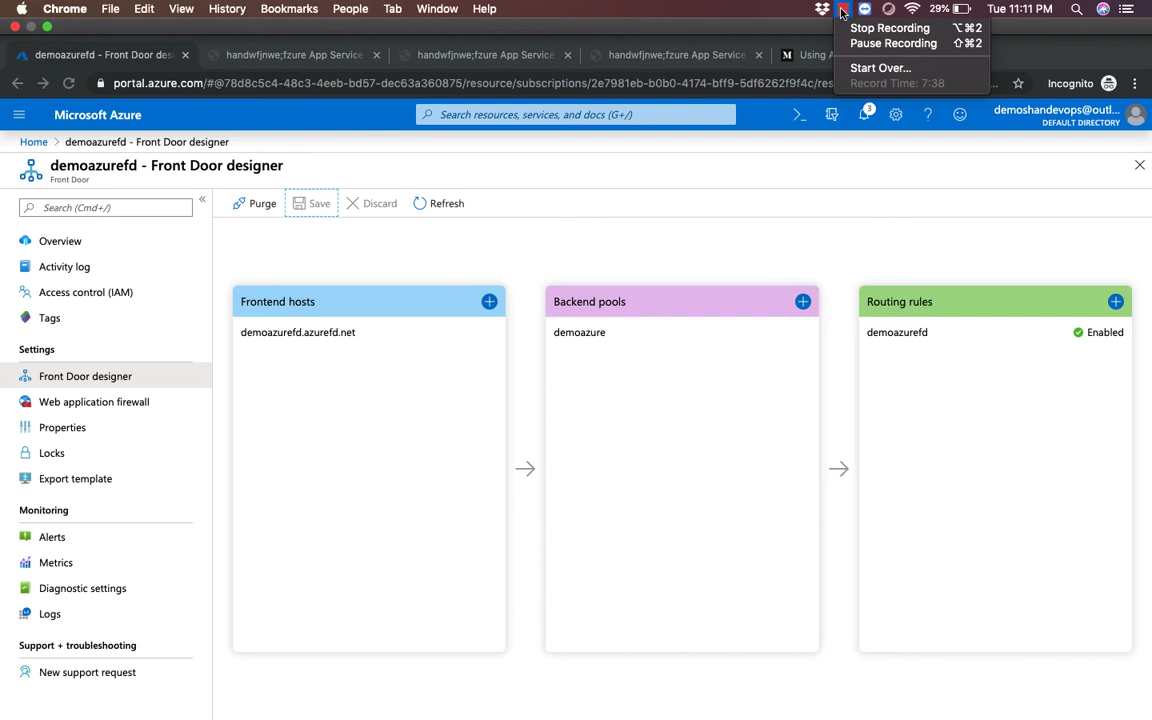 Chrome File Edit View History Bookmarks People Tab Window Help 29% Tue 11:11 PM
Stop Recording ⌥⌘2
Pause Recording ⇧⌘2
Start Over...
Record Time: 7:38
demoazurefd - Front Door des × handwfjnwe;fzure App Service × handwfjnwe;fzure App Service × handwfjnwe;fzure App Service × M Using A
portal.azure.com/#@78d8c5c4-48c3-4eeb-bd57-dec63a360875/resource/subscriptions/2e7981eb-b0b0-4174-bff9-5df6262f9f4c/res ... Incognito
Microsoft Azure Search resources, services, and docs (G+/) 3 demoshandevops@outl...
DEFAULT DIRECTORY
Home > demoazurefd - Front Door designer
demoazurefd - Front Door designer
Front Door
Search (Cmd+/) «
Purge Save Discard Refresh
Overview
Activity log
Access control (IAM)
Tags
Settings
Front Door designer
Web application firewall
Properties
Locks
Export template
Monitoring
Alerts
Metrics
Diagnostic settings
Logs
Support + troubleshooting
New support request
Frontend hosts
demoazurefd.azurefd.net
Backend pools
demoazure
Routing rules
demoazurefd Enabled